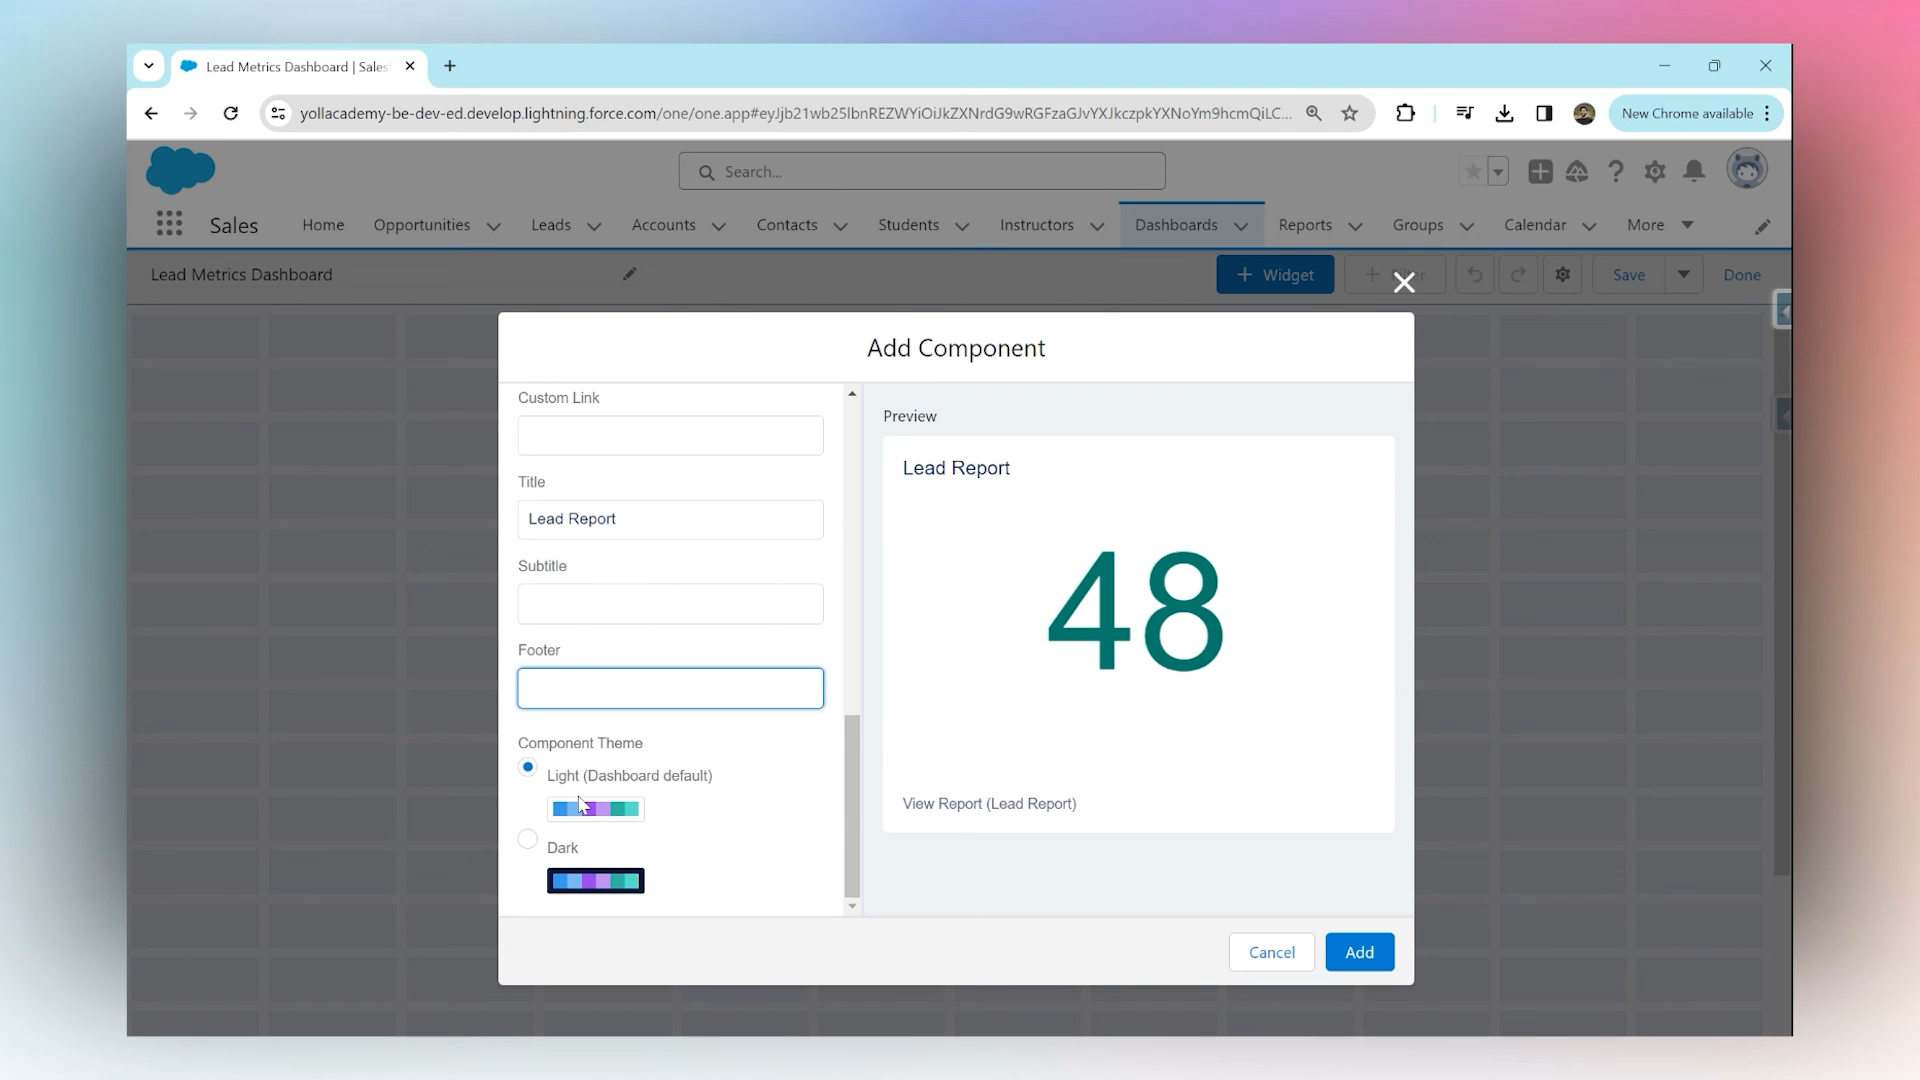 Lead Metrics Dashboard | Sales
yollacademy-be-dev-ed.develop.lightning.force.com/one/one.app#eyJjb21wb25lbnREZWYiOiJkZXNrdG9wRGFzaGJvYXJkczpkYXNoYm9hcmQiLC...
New Chrome available
Search...
Sales
Home
Opportunities
Leads
Accounts
Contacts
Students
Instructors
Dashboards
Reports
Groups
Calendar
More
Lead Metrics Dashboard
+ Widget
Save
Done
Add Component
Custom Link
Title
Lead Report
Subtitle
Footer
Component Theme
Light (Dashboard default)
Dark
Preview
Lead Report
48
View Report (Lead Report)
Cancel
Add